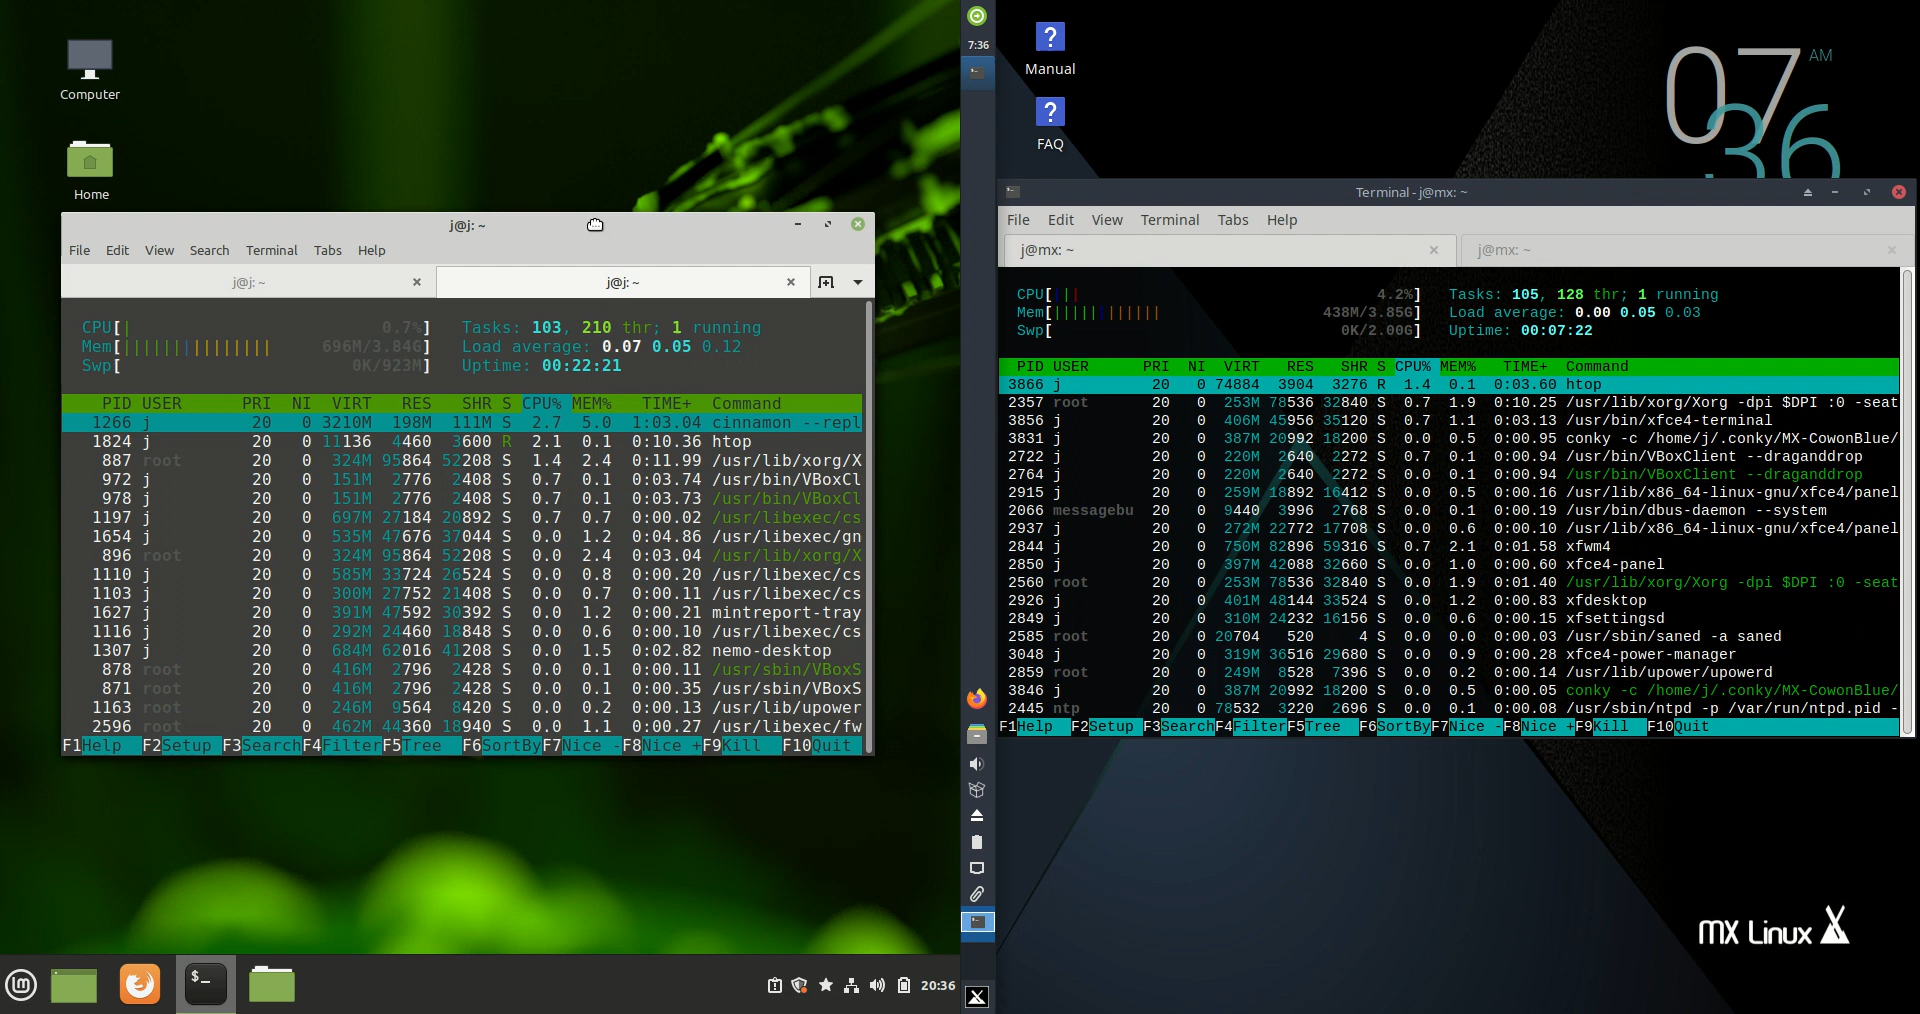 Computer
Home
j@j: ~
File Edit View Search Terminal Tabs Help
j@j: ~ j@j: ~
CPU[| 0.7%] Tasks: 103, 210 thr; 1 running
Mem[|||||||||||||||| 696M/3.84G] Load average: 0.07 0.05 0.12
Swp[ 0K/923M] Uptime: 00:22:21
PID USER PRI NI VIRT RES SHR S CPU% MEM% TIME+ Command
1266 j 20 0 3210M 198M 111M S 2.7 5.0 1:03.04 cinnamon --repl
1824 j 20 0 11136 4460 3600 R 2.1 0.1 0:10.36 htop
887 root 20 0 324M 95864 52208 S 1.4 2.4 0:11.99 /usr/lib/xorg/X
972 j 20 0 151M 2776 2408 S 0.7 0.1 0:03.74 /usr/bin/VBoxCl
978 j 20 0 151M 2776 2408 S 0.7 0.1 0:03.73 /usr/bin/VBoxCl
1197 j 20 0 697M 27184 20892 S 0.7 0.7 0:00.02 /usr/libexec/cs
1654 j 20 0 535M 47676 37044 S 0.0 1.2 0:04.86 /usr/libexec/gn
896 root 20 0 324M 95864 52208 S 0.0 2.4 0:03.04 /usr/lib/xorg/X
1110 j 20 0 585M 33724 26524 S 0.0 0.8 0:00.20 /usr/libexec/cs
1103 j 20 0 300M 27752 21408 S 0.0 0.7 0:00.11 /usr/libexec/cs
1627 j 20 0 391M 47592 30392 S 0.0 1.2 0:00.21 mintreport-tray
1116 j 20 0 292M 24460 18848 S 0.0 0.6 0:00.10 /usr/libexec/cs
1307 j 20 0 684M 62016 41208 S 0.0 1.5 0:02.82 nemo-desktop
878 root 20 0 416M 2796 2428 S 0.0 0.1 0:00.11 /usr/sbin/VBoxS
871 root 20 0 416M 2796 2428 S 0.0 0.1 0:00.35 /usr/sbin/VBoxS
1163 root 20 0 246M 9564 8420 S 0.0 0.2 0:00.13 /usr/lib/upower
2596 root 20 0 462M 44360 18940 S 0.0 1.1 0:00.27 /usr/libexec/fw
F1Help F2Setup F3SearchF4FilterF5Tree F6SortByF7Nice -F8Nice +F9Kill F10Quit
$_
20:36
7:36
Manual
FAQ
07 AM
36
Terminal - j@mx: ~
File Edit View Terminal Tabs Help
j@mx: ~ j@mx: ~
CPU[||| 4.2%] Tasks: 105, 128 thr; 1 running
Mem[|||||||||||| 438M/3.85G] Load average: 0.00 0.05 0.03
Swp[ 0K/2.00G] Uptime: 00:07:22
PID USER PRI NI VIRT RES SHR S CPU% MEM% TIME+ Command
3866 j 20 0 74884 3904 3276 R 1.4 0.1 0:03.60 htop
2357 root 20 0 253M 78536 32840 S 0.7 1.9 0:10.25 /usr/lib/xorg/Xorg -dpi $DPI :0 -seat
3856 j 20 0 406M 45956 35120 S 0.7 1.1 0:03.13 /usr/bin/xfce4-terminal
3831 j 20 0 387M 20992 18200 S 0.0 0.5 0:00.95 conky -c /home/j/.conky/MX-CowonBlue/
2722 j 20 0 220M 2640 2272 S 0.7 0.1 0:00.94 /usr/bin/VBoxClient --draganddrop
2764 j 20 0 220M 2640 2272 S 0.0 0.1 0:00.94 /usr/bin/VBoxClient --draganddrop
2915 j 20 0 259M 18892 16412 S 0.0 0.5 0:00.16 /usr/lib/x86_64-linux-gnu/xfce4/panel
2066 messagebu 20 0 9440 3996 2768 S 0.0 0.1 0:00.19 /usr/bin/dbus-daemon --system
2937 j 20 0 272M 22772 17708 S 0.0 0.6 0:00.10 /usr/lib/x86_64-linux-gnu/xfce4/panel
2844 j 20 0 750M 82896 59316 S 0.7 2.1 0:01.58 xfwm4
2850 j 20 0 397M 42088 32660 S 0.0 1.0 0:00.60 xfce4-panel
2560 root 20 0 253M 78536 32840 S 0.0 1.9 0:01.40 /usr/lib/xorg/Xorg -dpi $DPI :0 -seat
2926 j 20 0 401M 48144 33524 S 0.0 1.2 0:00.83 xfdesktop
2849 j 20 0 310M 24232 16156 S 0.0 0.6 0:00.15 xfsettingsd
2585 root 20 0 20704 520 4 S 0.0 0.0 0:00.03 /usr/sbin/saned -a saned
3048 j 20 0 319M 36516 29680 S 0.0 0.9 0:00.28 xfce4-power-manager
2859 root 20 0 249M 8528 7396 S 0.0 0.2 0:00.14 /usr/lib/upower/upowerd
3846 j 20 0 387M 20992 18200 S 0.0 0.5 0:00.05 conky -c /home/j/.conky/MX-CowonBlue/
2445 ntp 20 0 78532 3220 2696 S 0.0 0.1 0:00.08 /usr/sbin/ntpd -p /var/run/ntpd.pid -
F1Help F2Setup F3SearchF4FilterF5Tree F6SortByF7Nice -F8Nice +F9Kill F10Quit
MX Linux